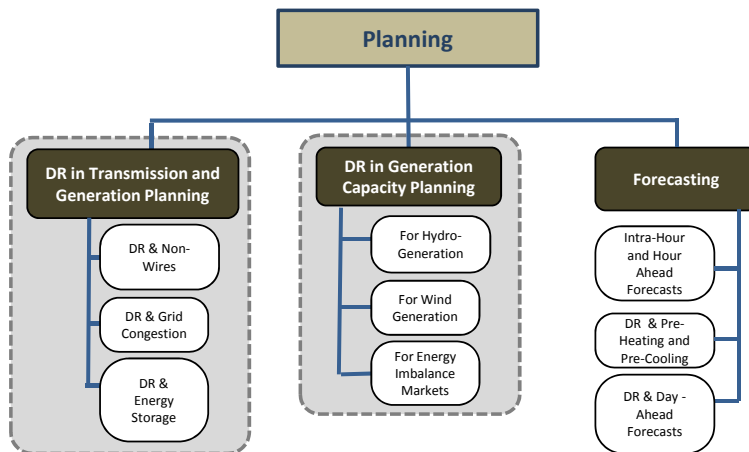 Planning
DR in Transmission and
Generation Planning
DR & Non-
Wires
DR & Grid
Congestion
DR &
Energy
Storage
DR in Generation
Capacity Planning
For Hydro-
Generation
For Wind
Generation
For Energy
Imbalance
Markets
Forecasting
Intra-Hour
and Hour
Ahead
Forecasts
DR & Pre-
Heating and
Pre-Cooling
DR & Day -
Ahead
Forecasts